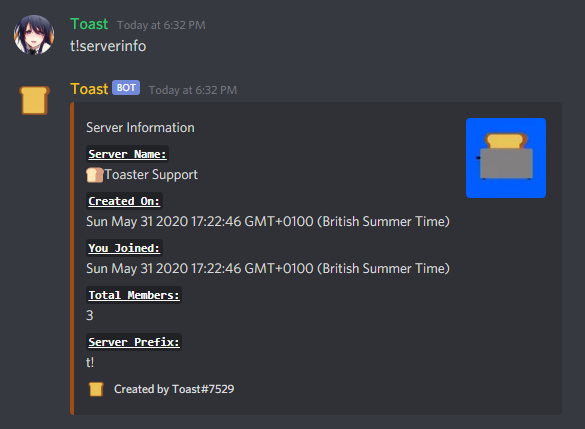 Toast Today at 6:32 PM
t!serverinfo
Toast BOT Today at 6:32 PM
Server Information
Server Name:
🍞Toaster Support
Created On:
Sun May 31 2020 17:22:46 GMT+0100 (British Summer Time)
You Joined:
Sun May 31 2020 17:22:46 GMT+0100 (British Summer Time)
Total Members:
3
Server Prefix:
t!
Created by Toast#7529